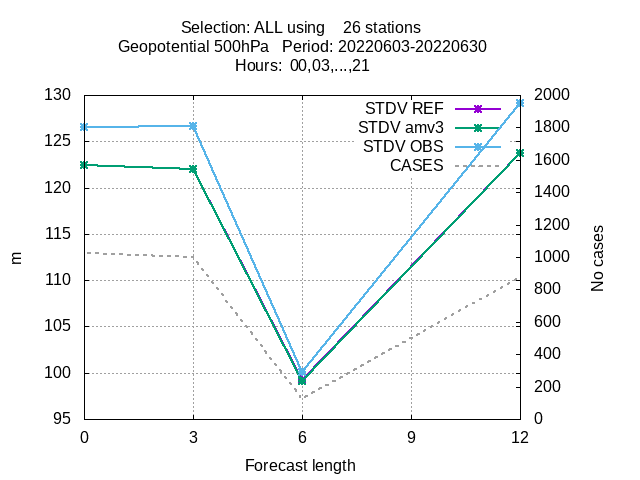 Selection: ALL using    26 stations
Geopotential 500hPa   Period: 20220603-20220630
Hours:  00,03,...,21
130
125
120
115
110
105
100
95
m
2000
1800
1600
1400
1200
1000
800
600
400
200
0
No cases
STDV REF
STDV amv3
STDV OBS
CASES
0 3 6 9 12
Forecast length